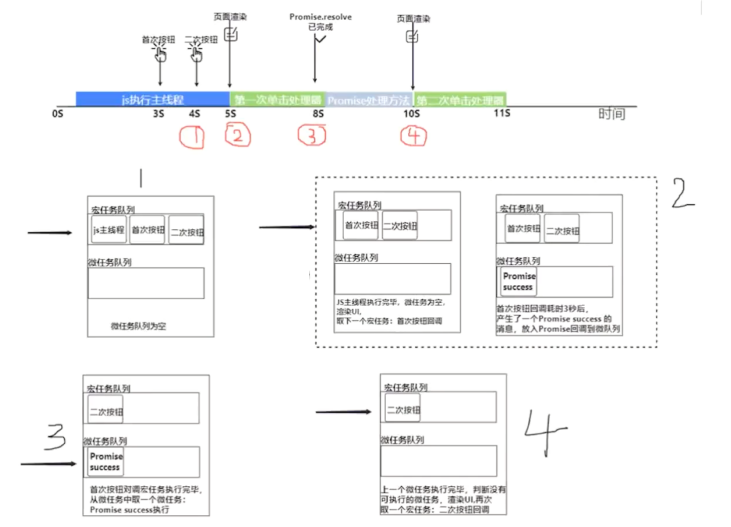 页面渲染
Promise.resolve
已完成
页面渲染
首次按钮
二次按钮
js执行主线程
第一次单击处理器
Promise处理方法
第二次单击处理器
0S
3S
4S
5S
8S
10S
11S
时间
1
2
3
4
1
宏任务队列
js主线程
首次按钮
二次按钮
微任务队列
微任务队列为空
2
宏任务队列
首次按钮
二次按钮
微任务队列
JS主线程执行完毕，微任务为空，
渲染UI,
取下一个宏任务：首次按钮回调
宏任务队列
首次按钮
二次按钮
微任务队列
Promise
success
首次按钮回调耗时3秒后，
产生了一个Promise success 的
消息，放入Promise回调到微队列
3
宏任务队列
二次按钮
微任务队列
Promise
success
首次按钮对调宏任务执行完毕，
从微任务中取一个微任务：
Promise success执行
4
宏任务队列
二次按钮
微任务队列
上一个微任务执行完毕，判断没有
可执行的微任务，渲染UI,再次
取一个宏任务：二次按钮回调